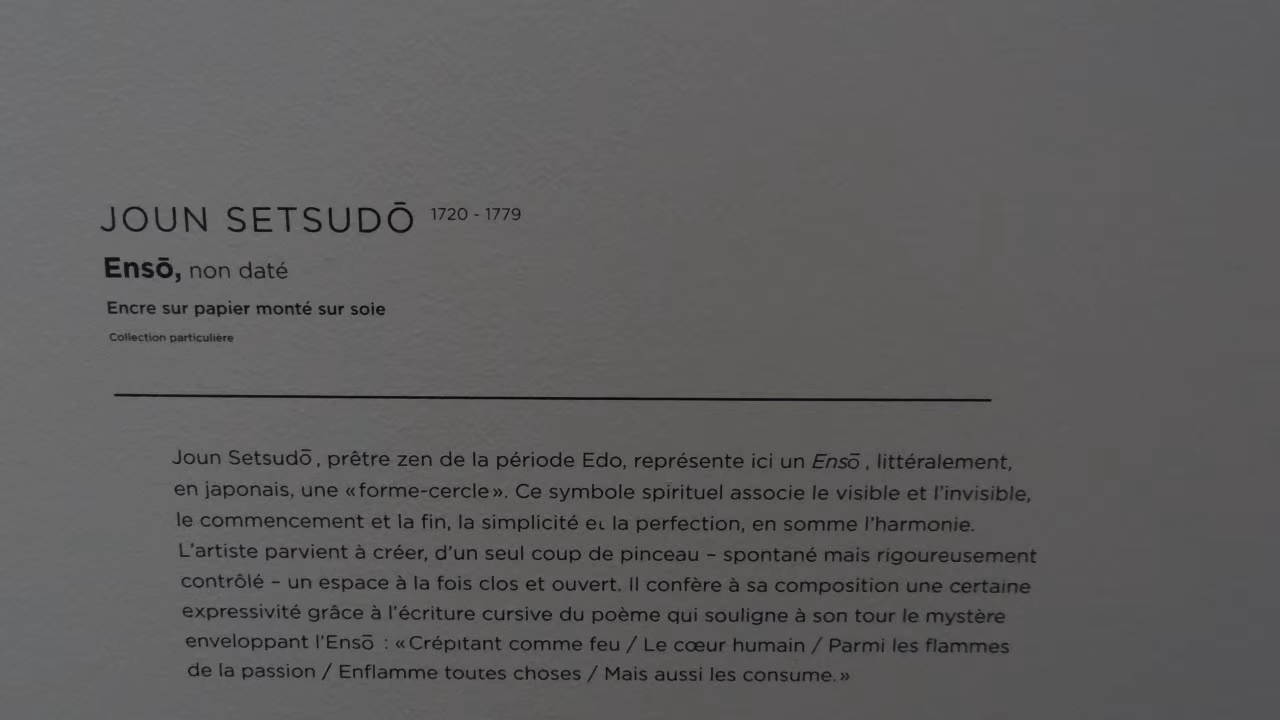 JOUN SETSUDŌ 1720 - 1779
Ensō, non daté
Encre sur papier monté sur soie
Collection particulière
Joun Setsudō, prêtre zen de la période Edo, représente ici un Ensō, littéralement,
en japonais, une «forme-cercle». Ce symbole spirituel associe le visible et l'invisible,
le commencement et la fin, la simplicité et la perfection, en somme l'harmonie.
L'artiste parvient à créer, d'un seul coup de pinceau – spontané mais rigoureusement
contrôlé – un espace à la fois clos et ouvert. Il confère à sa composition une certaine
expressivité grâce à l'écriture cursive du poème qui souligne à son tour le mystère
enveloppant l'Ensō : «Crépitant comme feu / Le cœur humain / Parmi les flammes
de la passion / Enflamme toutes choses / Mais aussi les consume.»